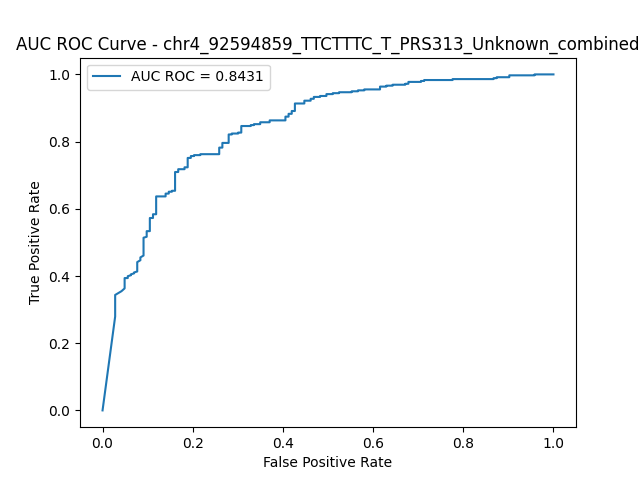 AUC ROC Curve - chr4_92594859_TTCTTTC_T_PRS313_Unknown_combined
AUC ROC = 0.8431
1.0
0.8
0.6
0.4
0.2
0.0
True Positive Rate
0.0 0.2 0.4 0.6 0.8 1.0
False Positive Rate